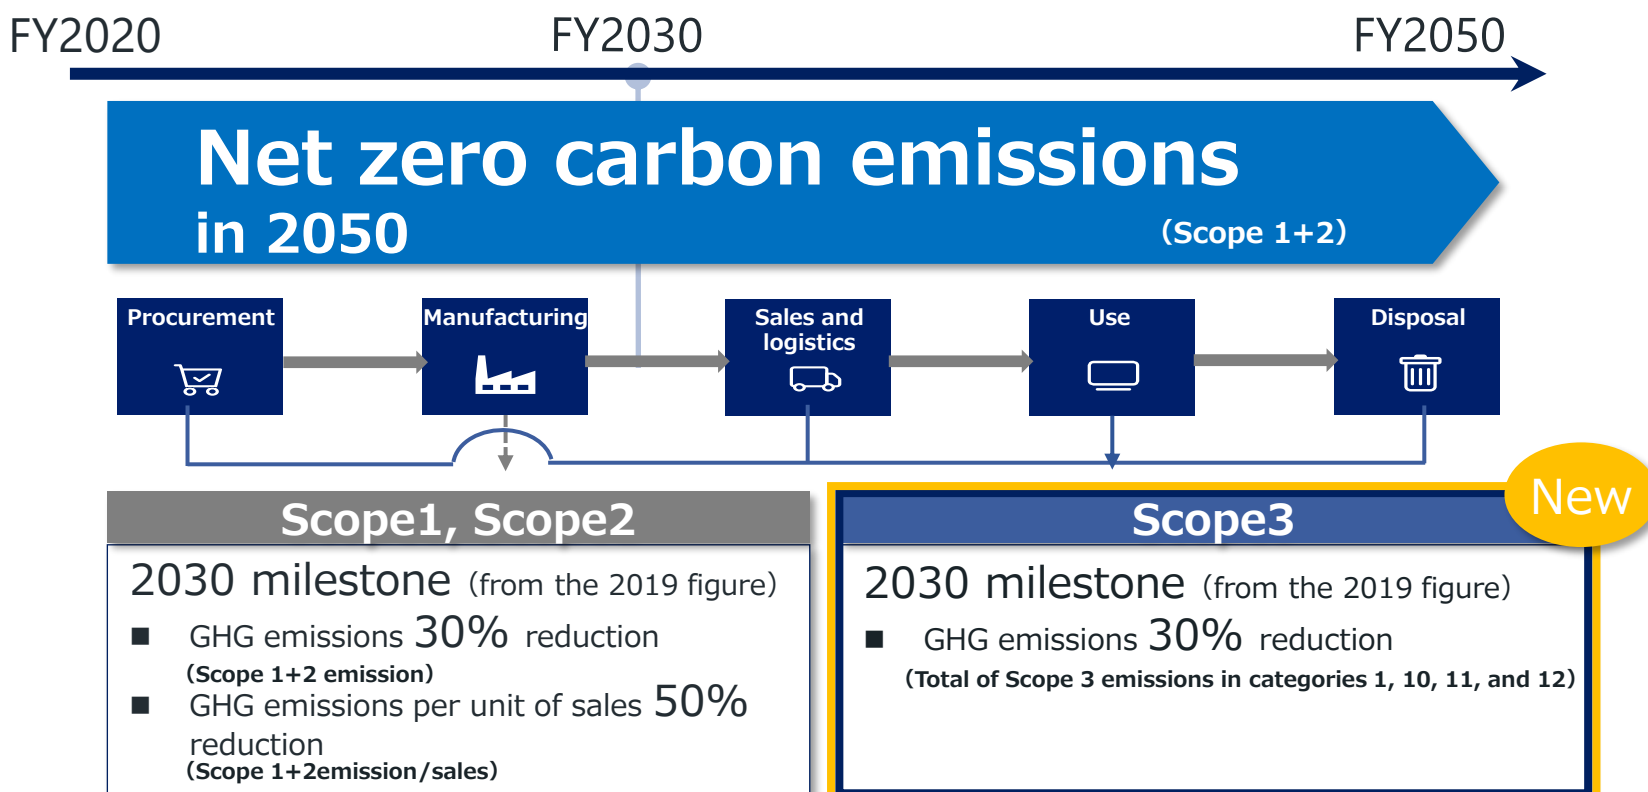 FY2020
FY2030
FY2050
Net zero carbon emissions
in 2050
（Scope 1+2）
Procurement
Manufacturing
Sales and
logistics
Use
Disposal
New
Scope1, Scope2
2030 milestone (from the 2019 figure)
■ GHG emissions 30% reduction
（Scope 1+2 emission）
■ GHG emissions per unit of sales 50%
reduction
（Scope 1+2emission/sales）
Scope3
2030 milestone (from the 2019 figure)
■ GHG emissions 30% reduction
（Total of Scope 3 emissions in categories 1, 10, 11, and 12）